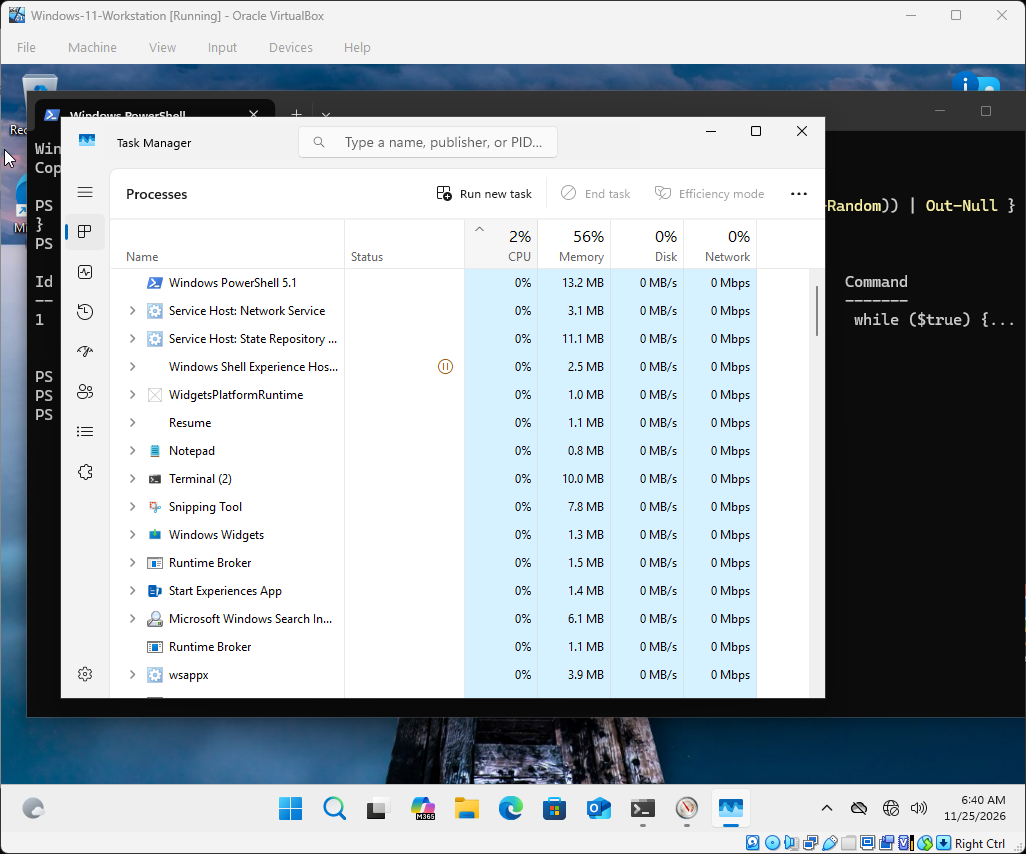 Windows-11-Workstation [Running] - Oracle VirtualBox
File Machine View Input Devices Help
Windows PowerShell
Task Manager
Type a name, publisher, or PID...
Processes
Run new task End task Efficiency mode
PS -Random)) | Out-Null }
}
PS
2% 56% 0% 0%
Name Status CPU Memory Disk Network
Id Command
-- -------
1 while ($true) {...
PS
PS
PS
Windows PowerShell 5.1 0% 13.2 MB 0 MB/s 0 Mbps
Service Host: Network Service 0% 3.1 MB 0 MB/s 0 Mbps
Service Host: State Repository ... 0% 11.1 MB 0 MB/s 0 Mbps
Windows Shell Experience Hos... 0% 2.5 MB 0 MB/s 0 Mbps
WidgetsPlatformRuntime 0% 1.0 MB 0 MB/s 0 Mbps
Resume 0% 1.1 MB 0 MB/s 0 Mbps
Notepad 0% 0.8 MB 0 MB/s 0 Mbps
Terminal (2) 0% 10.0 MB 0 MB/s 0 Mbps
Snipping Tool 0% 7.8 MB 0 MB/s 0 Mbps
Windows Widgets 0% 1.3 MB 0 MB/s 0 Mbps
Runtime Broker 0% 1.5 MB 0 MB/s 0 Mbps
Start Experiences App 0% 1.4 MB 0 MB/s 0 Mbps
Microsoft Windows Search In... 0% 6.1 MB 0 MB/s 0 Mbps
Runtime Broker 0% 1.1 MB 0 MB/s 0 Mbps
wsappx 0% 3.9 MB 0 MB/s 0 Mbps
M365
6:40 AM
11/25/2026
Right Ctrl